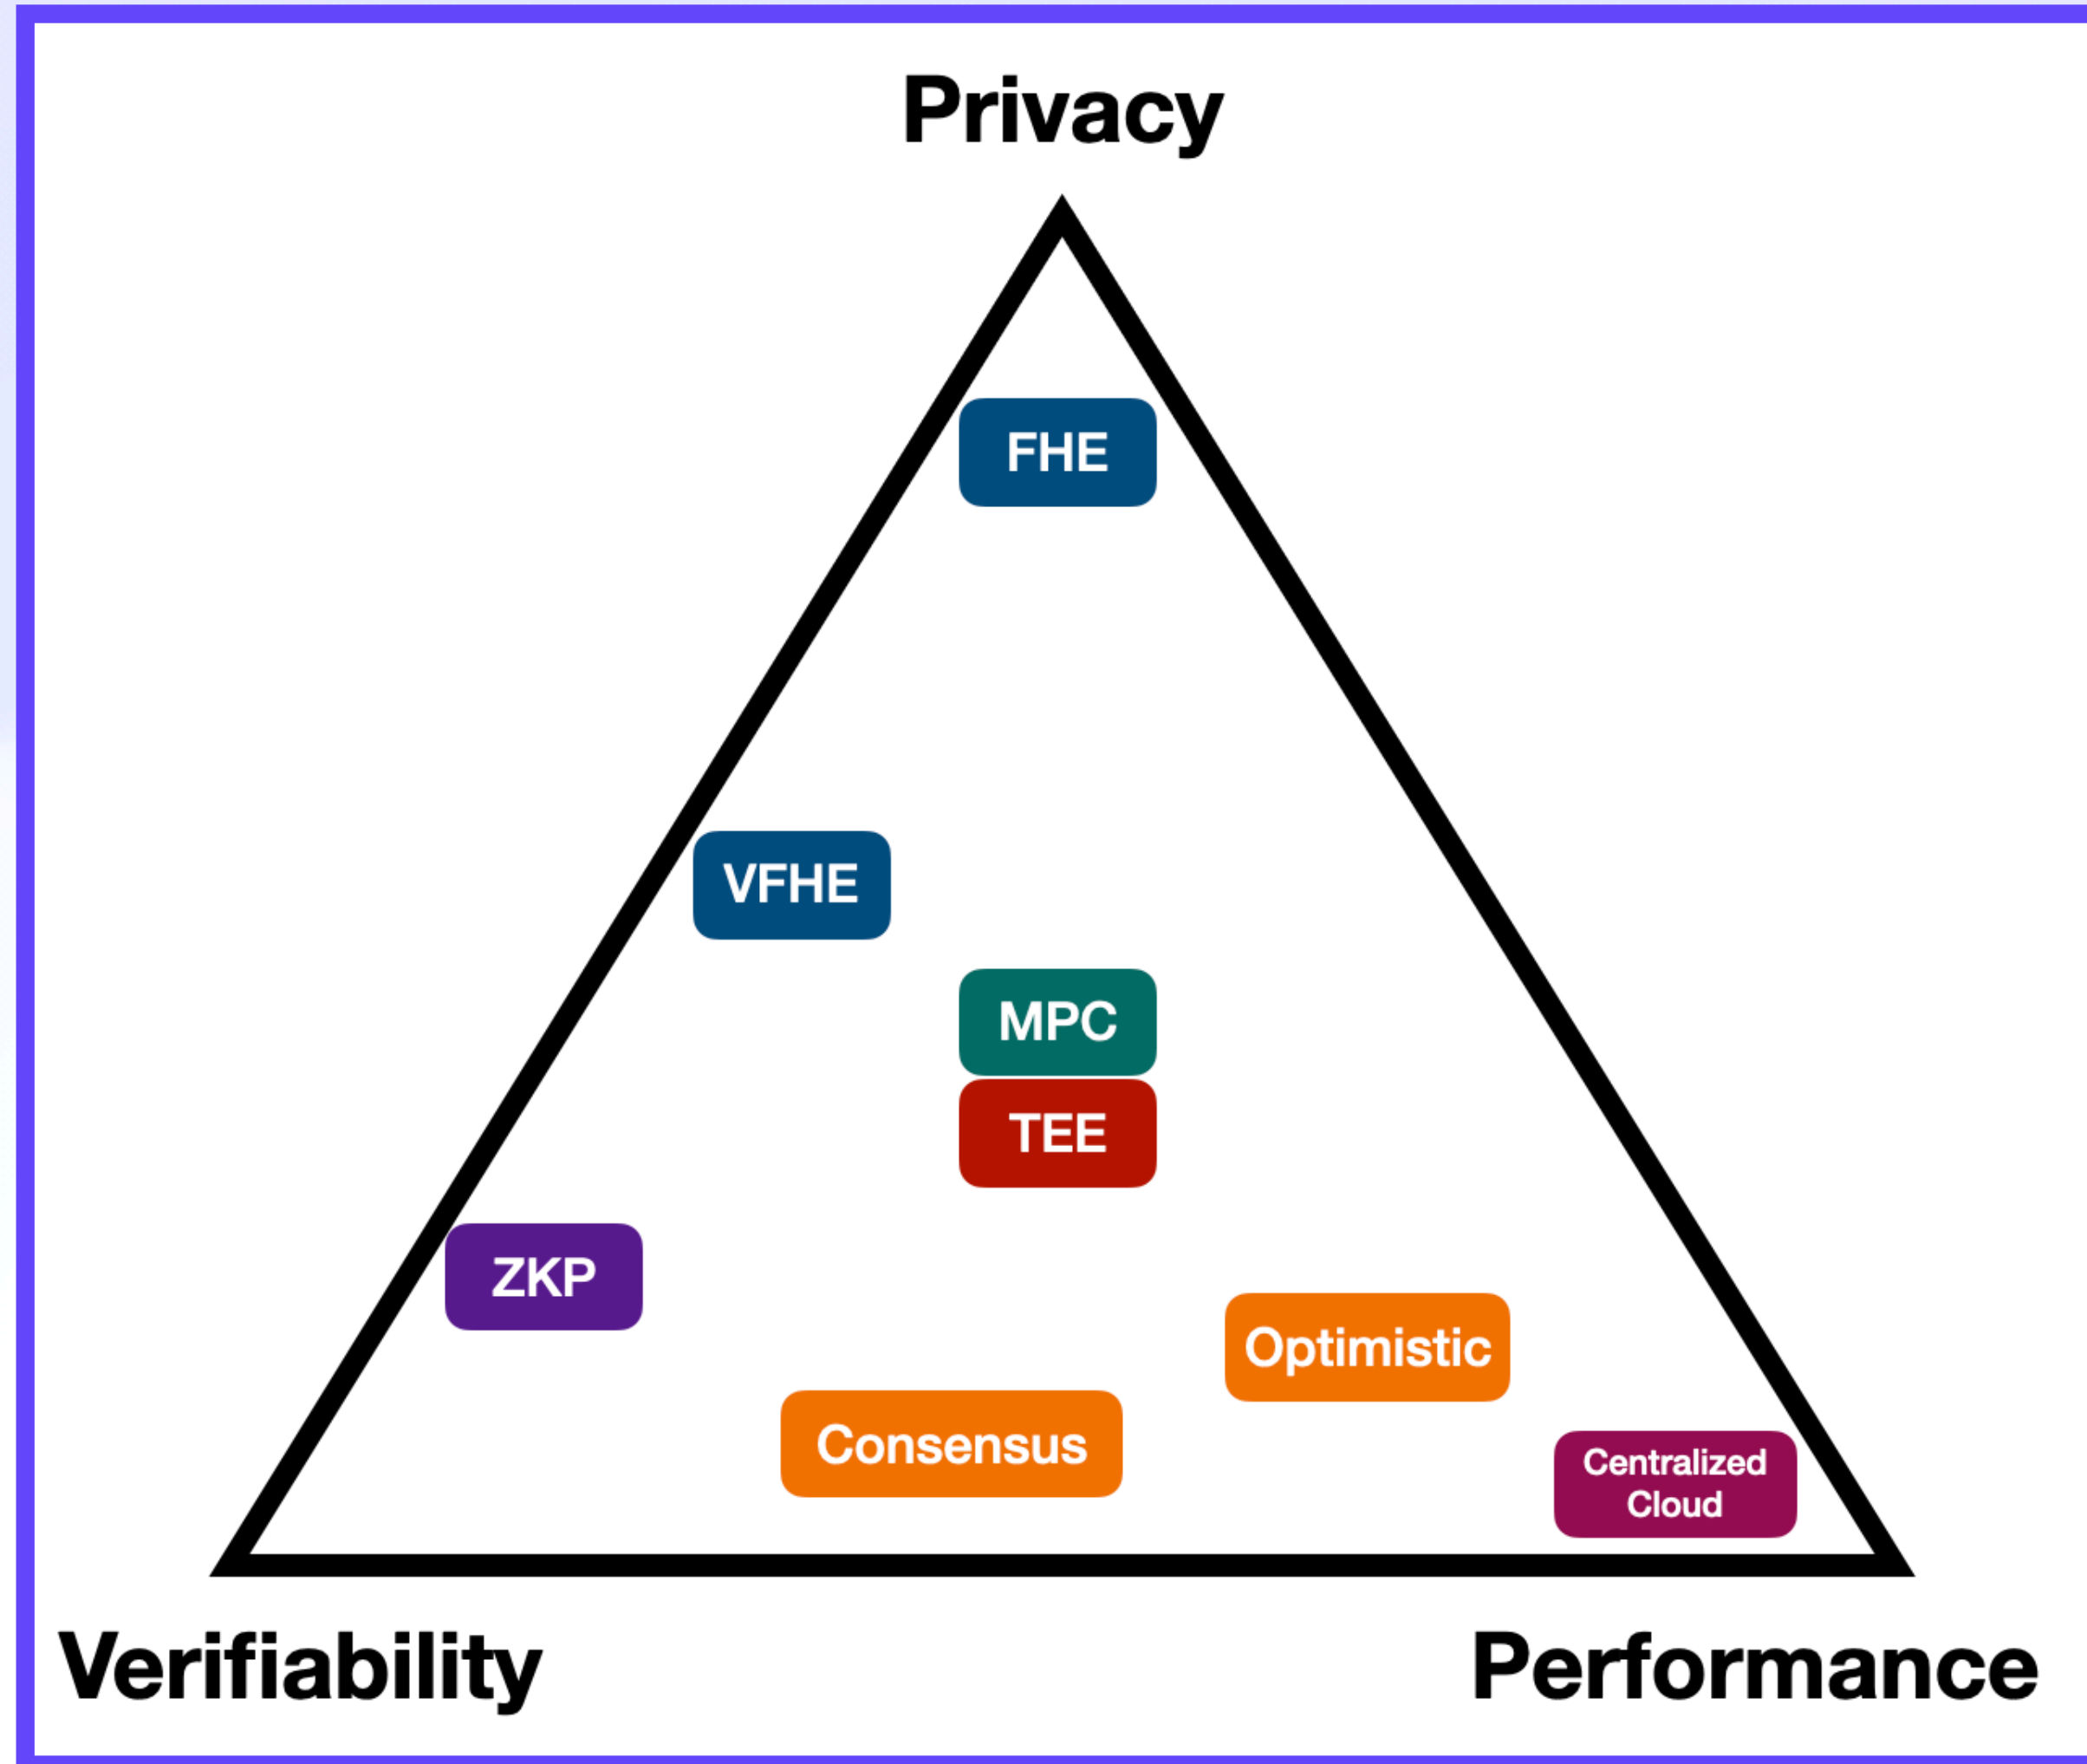 Privacy
FHE
VFHE
MPC
TEE
ZKP
Optimistic
Consensus
Centralized
Cloud
Verifiability
Performance